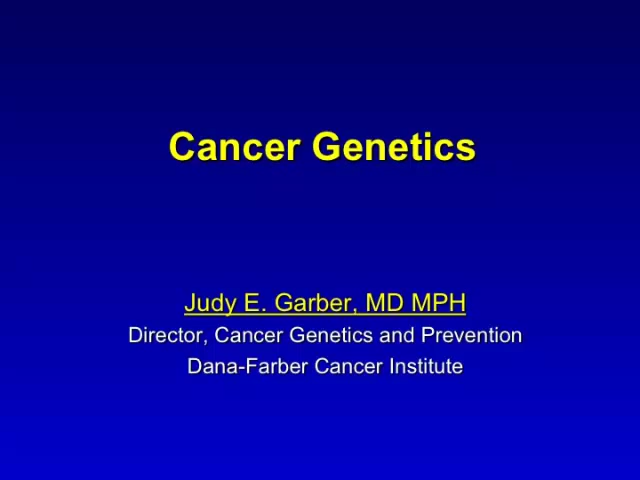 Cancer Genetics
Judy E. Garber, MD MPH
Director, Cancer Genetics and Prevention
Dana-Farber Cancer Institute